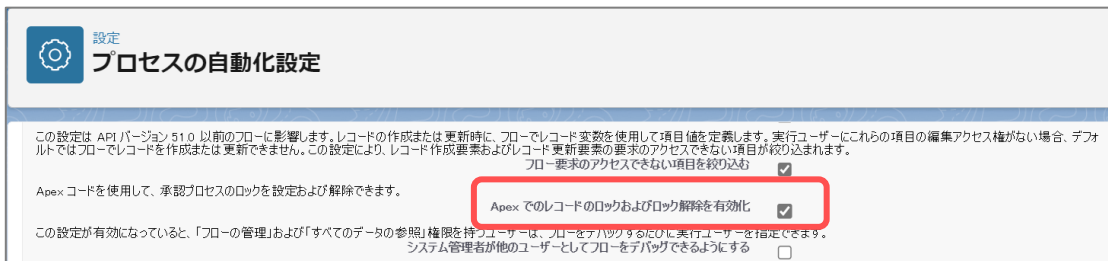 設定
プロセスの自動化設定
この設定は API バージョン 51.0 以前のフローに影響します。レコードの作成または更新時に、フローでレコード変数を使用して項目値を定義します。実行ユーザーにこれらの項目の編集アクセス権がない場合、デフォ
ルトではフローでレコードを作成または更新できません。この設定により、レコード作成要素およびレコード更新要素の要求のアクセスできない項目が絞り込まれます。
フロー要求のアクセスできない項目を絞り込む
Apex コードを使用して、承認プロセスのロックを設定および解除できます。
Apex でのレコードのロックおよびロック解除を有効化
この設定が有効になっていると、「フローの管理」および「すべてのデータの参照」権限を持つユーザーは、フローをデバッグするたびに実行ユーザーを指定できます。
システム管理者が他のユーザーとしてフローをデバッグできるようにする